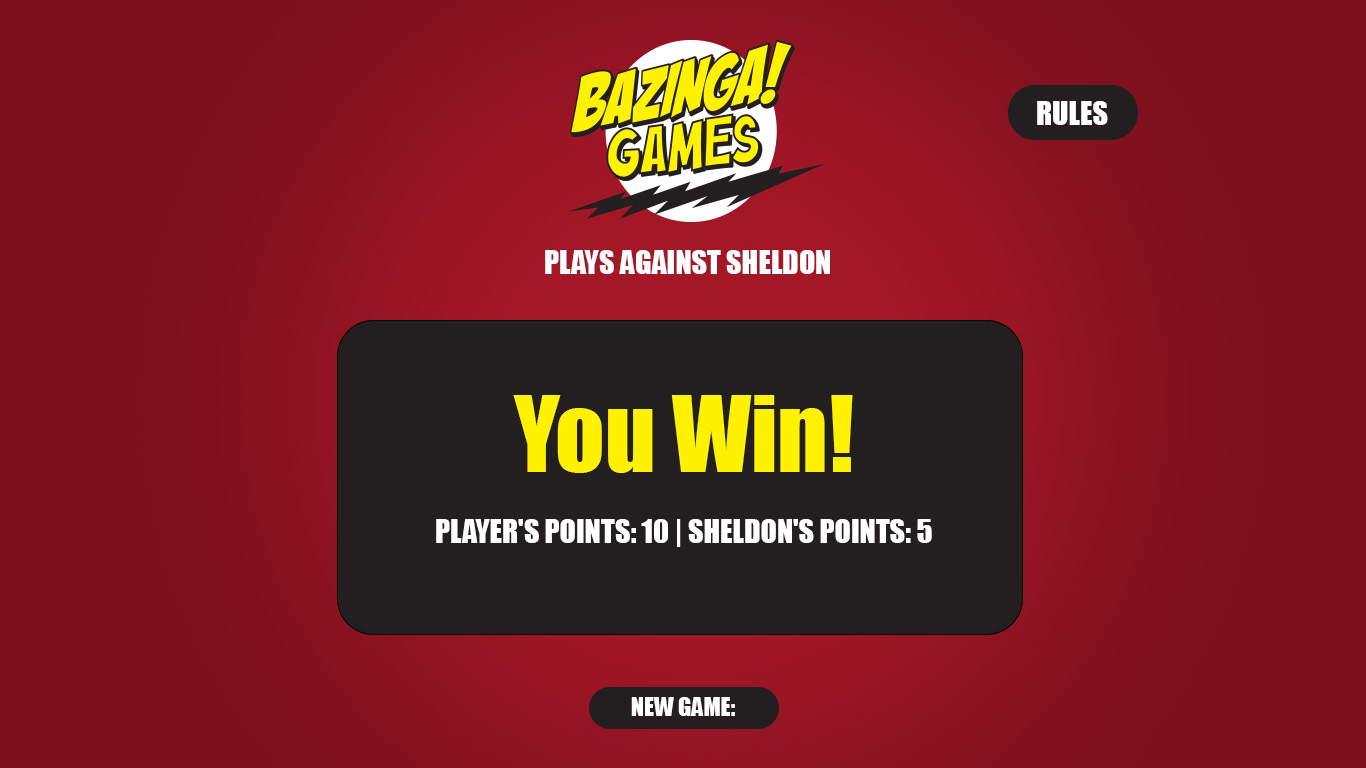 BAZINGA!
GAMES
RULES
PLAYS AGAINST SHELDON
You Win!
PLAYER'S POINTS: 10 | SHELDON'S POINTS: 5
NEW GAME: